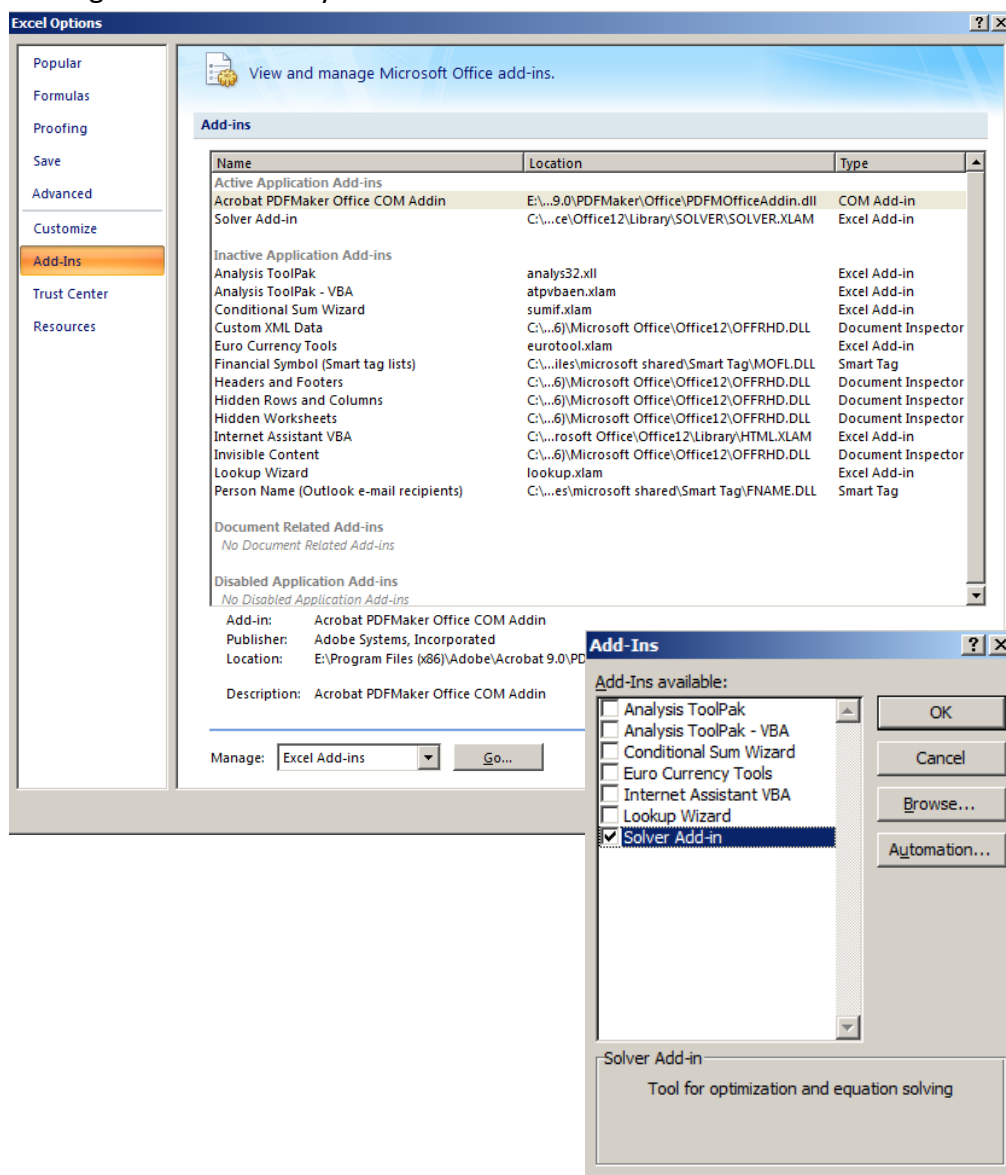 Excel Options
Popular
Formulas
Proofing
Save
Advanced
Customize
Add-Ins
Trust Center
Resources
View and manage Microsoft Office add-ins.
Add-ins
Name Location Type
Active Application Add-ins
Acrobat PDFMaker Office COM Addin E:\...9.0\PDFMaker\Office\PDFMOfficeAddin.dll COM Add-in
Solver Add-in C:\...ce\Office12\Library\SOLVER\SOLVER.XLAM Excel Add-in
Inactive Application Add-ins
Analysis ToolPak analys32.xll Excel Add-in
Analysis ToolPak - VBA atpvbaen.xlam Excel Add-in
Conditional Sum Wizard sumif.xlam Excel Add-in
Custom XML Data C:\...6)\Microsoft Office\Office12\OFFRHD.DLL Document Inspector
Euro Currency Tools eurotool.xlam Excel Add-in
Financial Symbol (Smart tag lists) C:\...iles\microsoft shared\Smart Tag\MOFL.DLL Smart Tag
Headers and Footers C:\...6)\Microsoft Office\Office12\OFFRHD.DLL Document Inspector
Hidden Rows and Columns C:\...6)\Microsoft Office\Office12\OFFRHD.DLL Document Inspector
Hidden Worksheets C:\...6)\Microsoft Office\Office12\OFFRHD.DLL Document Inspector
Internet Assistant VBA C:\...rosoft Office\Office12\Library\HTML.XLAM Excel Add-in
Invisible Content C:\...6)\Microsoft Office\Office12\OFFRHD.DLL Document Inspector
Lookup Wizard lookup.xlam Excel Add-in
Person Name (Outlook e-mail recipients) C:\...es\microsoft shared\Smart Tag\FNAME.DLL Smart Tag
Document Related Add-ins
No Document Related Add-ins
Disabled Application Add-ins
No Disabled Application Add-ins
Add-in: Acrobat PDFMaker Office COM Addin
Publisher: Adobe Systems, Incorporated
Location: E:\Program Files (x86)\Adobe\Acrobat 9.0\PD
Description: Acrobat PDFMaker Office COM Addin
Manage: Excel Add-ins Go...
Add-Ins
Add-Ins available:
Analysis ToolPak
Analysis ToolPak - VBA
Conditional Sum Wizard
Euro Currency Tools
Internet Assistant VBA
Lookup Wizard
Solver Add-in
OK
Cancel
Browse...
Automation...
Solver Add-in
Tool for optimization and equation solving